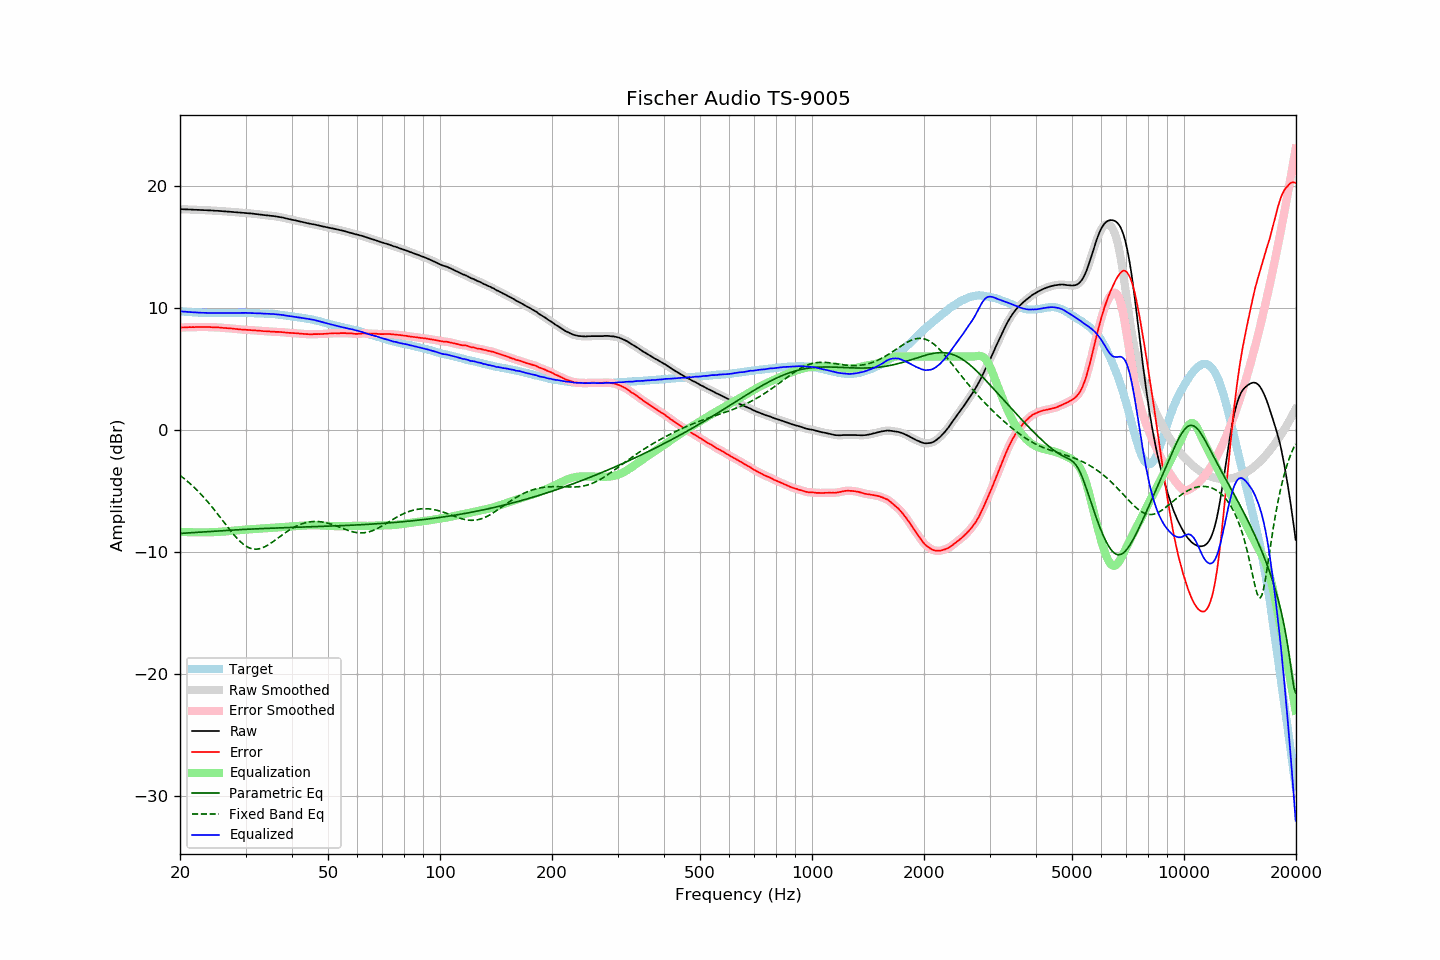 Fischer Audio TS-9005
Amplitude (dBr)
20
10
0
−10
−20
−30
Target
Raw Smoothed
Error Smoothed
Raw
Error
Equalization
Parametric Eq
Fixed Band Eq
Equalized
20 50 100 200 500 1000 2000 5000 10000 20000
Frequency (Hz)